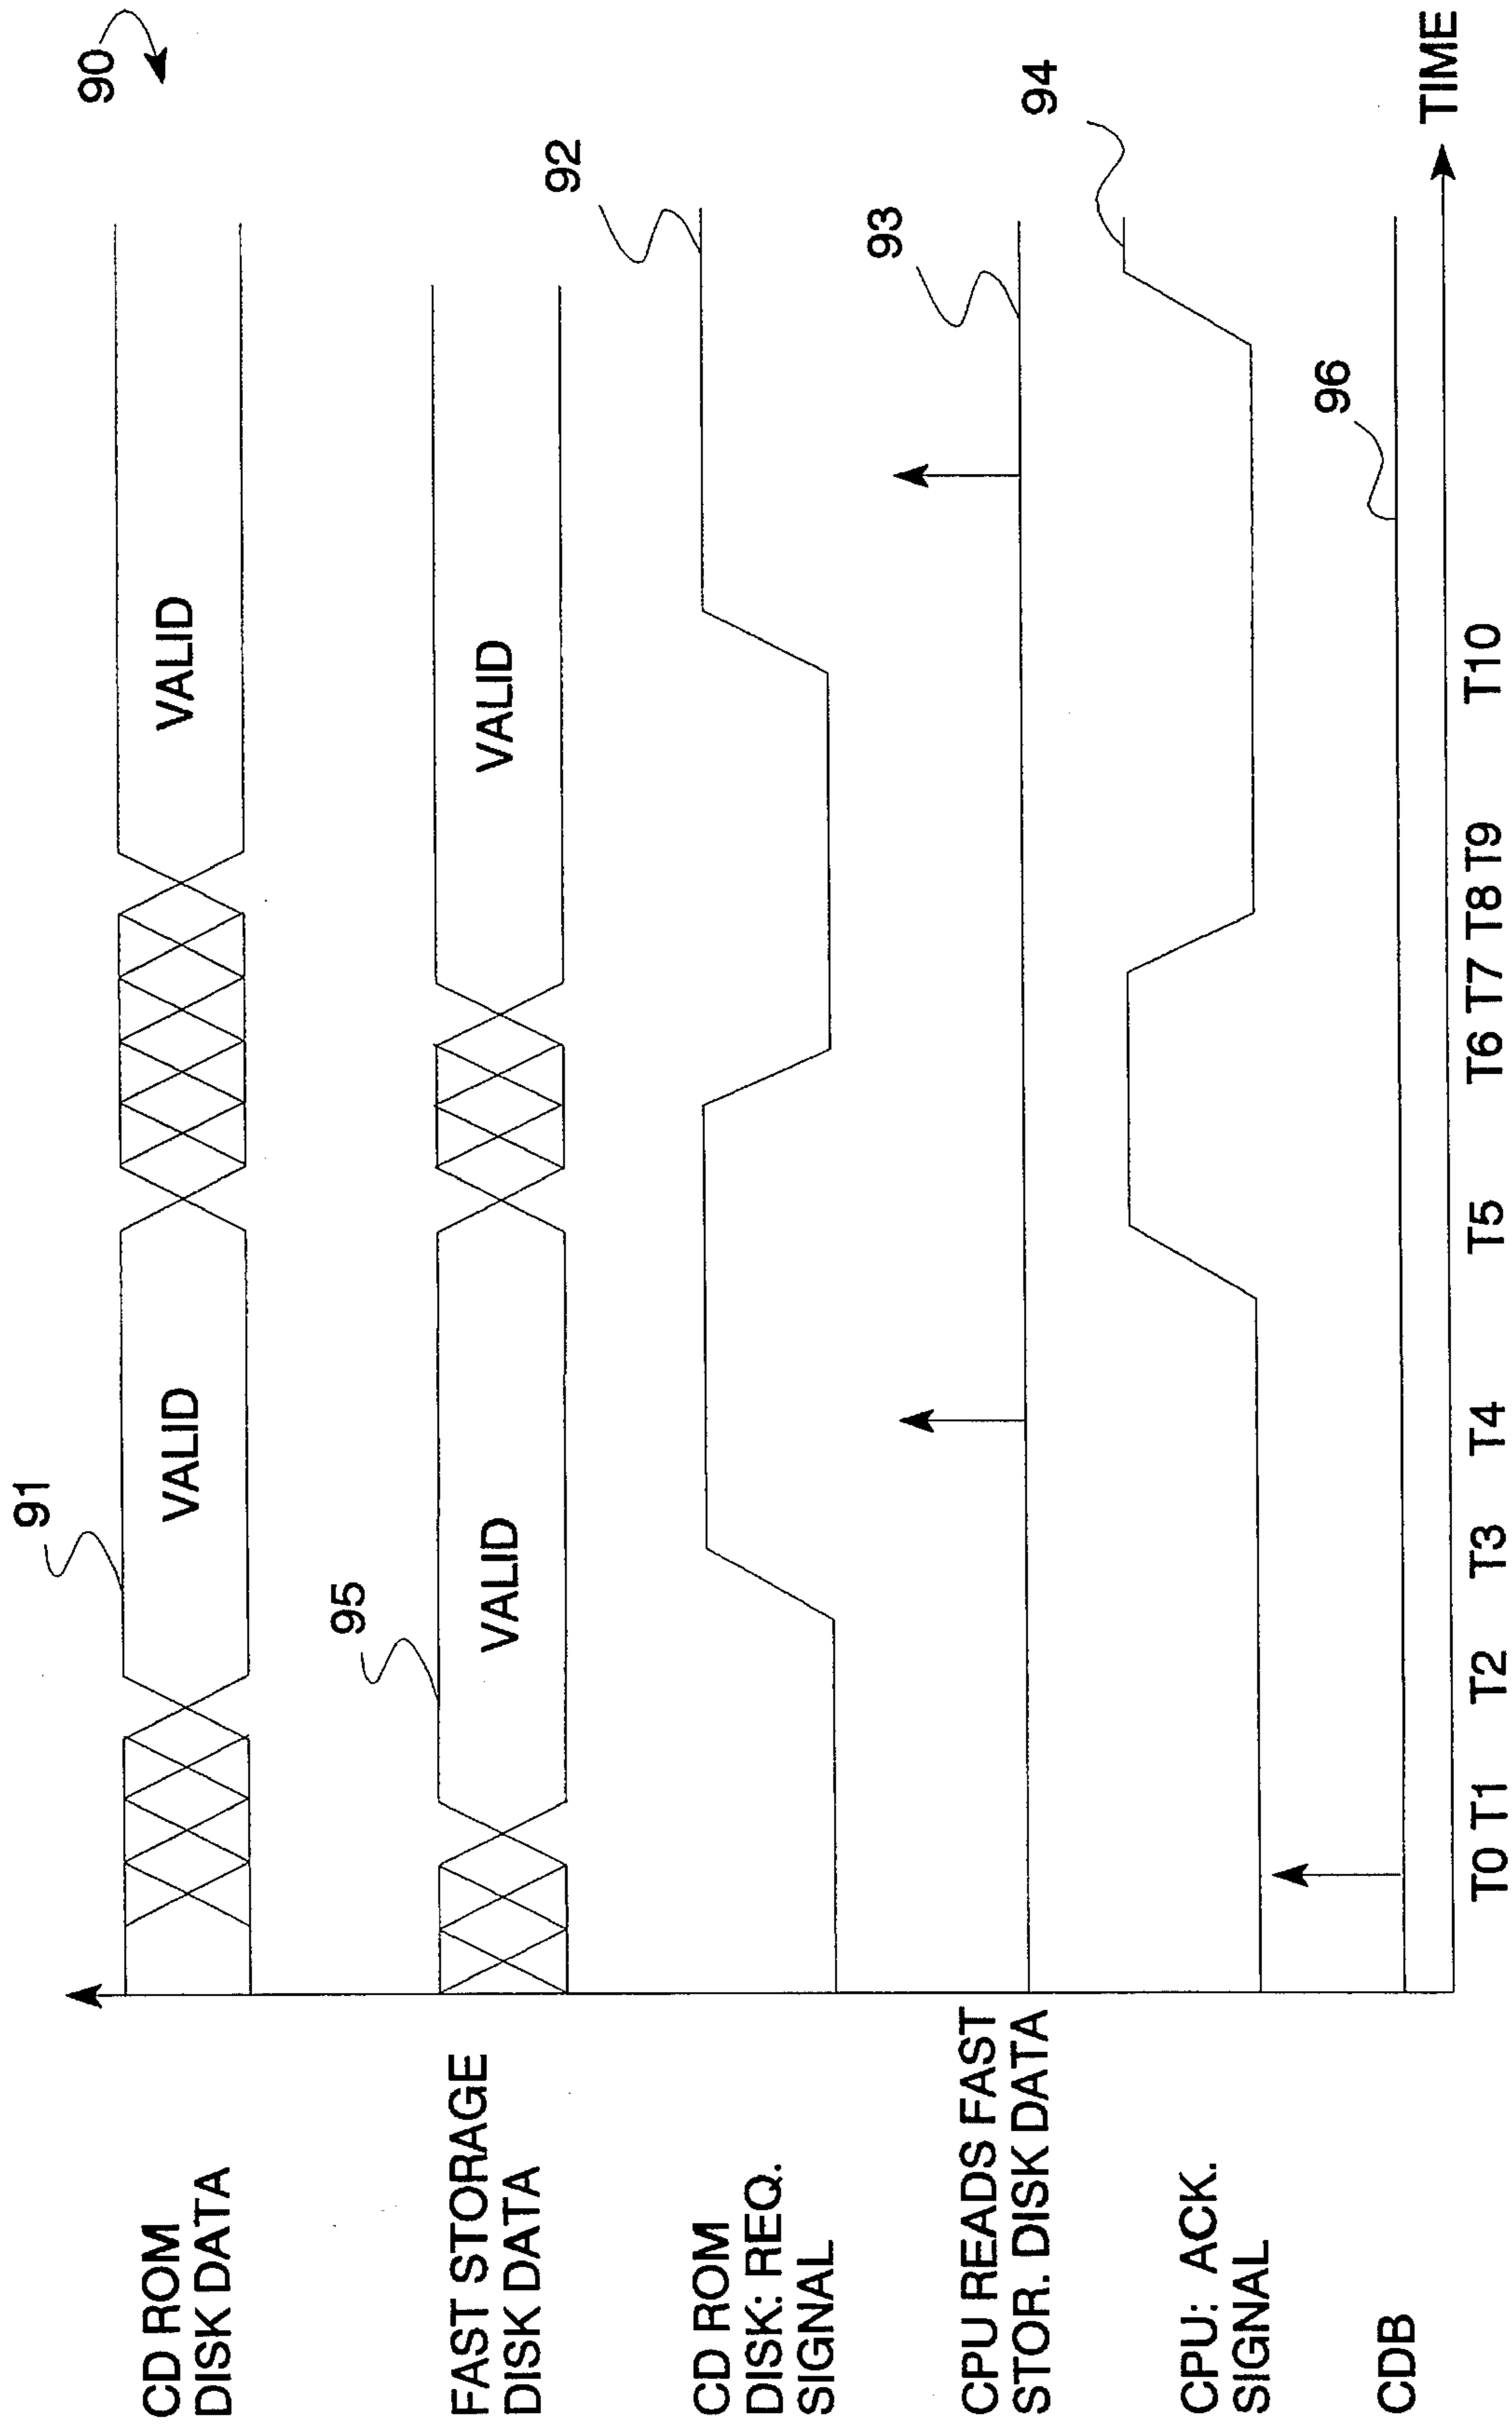 90
91
CD ROM
DISK DATA
VALID
VALID
95
FAST STORAGE
DISK DATA
VALID
VALID
92
CD ROM
DISK: REQ.
SIGNAL
93
CPU READS FAST
STOR. DISK DATA
94
CPU: ACK.
SIGNAL
96
CDB
TIME
T0 T1 T2 T3 T4 T5 T6 T7 T8 T9 T10